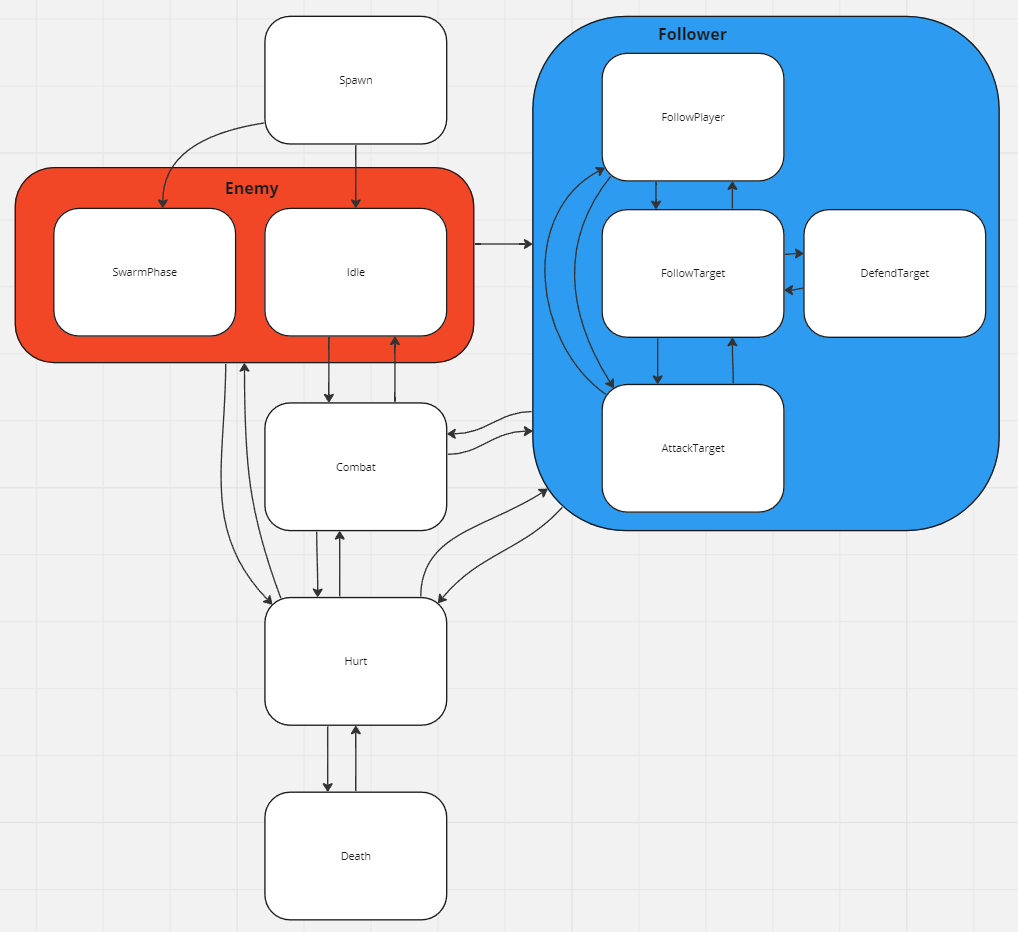 Spawn
Follower
FollowPlayer
Enemy
SwarmPhase
Idle
FollowTarget
DefendTarget
Combat
AttackTarget
Hurt
Death